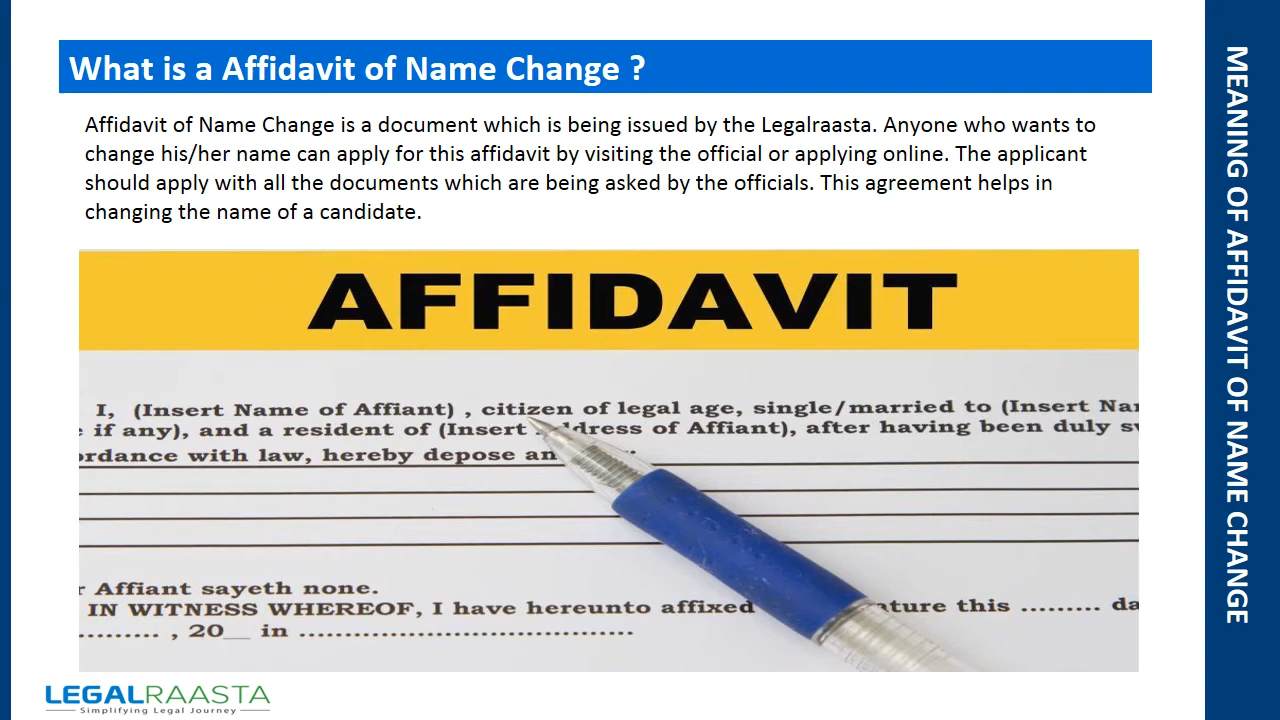 What is a Affidavit of Name Change ?
Affidavit of Name Change is a document which is being issued by the Legalraasta. Anyone who wants to
change his/her name can apply for this affidavit by visiting the official or applying online. The applicant
should apply with all the documents which are being asked by the officials. This agreement helps in
changing the name of a candidate.
AFFIDAVIT
I, (Insert Name of Affiant) , citizen of legal age, single/married to (Insert
if any), and a resident of (Insert Address of Affiant), after having been duly
with law, hereby depose
Affiant sayeth none.
IN WITNESS WHEREOF, I have hereunto affixed this .........
.......... , 20__ in ..........................................
LEGALRAASTA
Simplifying Legal Journey
MEANING OF AFFIDAVIT OF NAME CHANGE